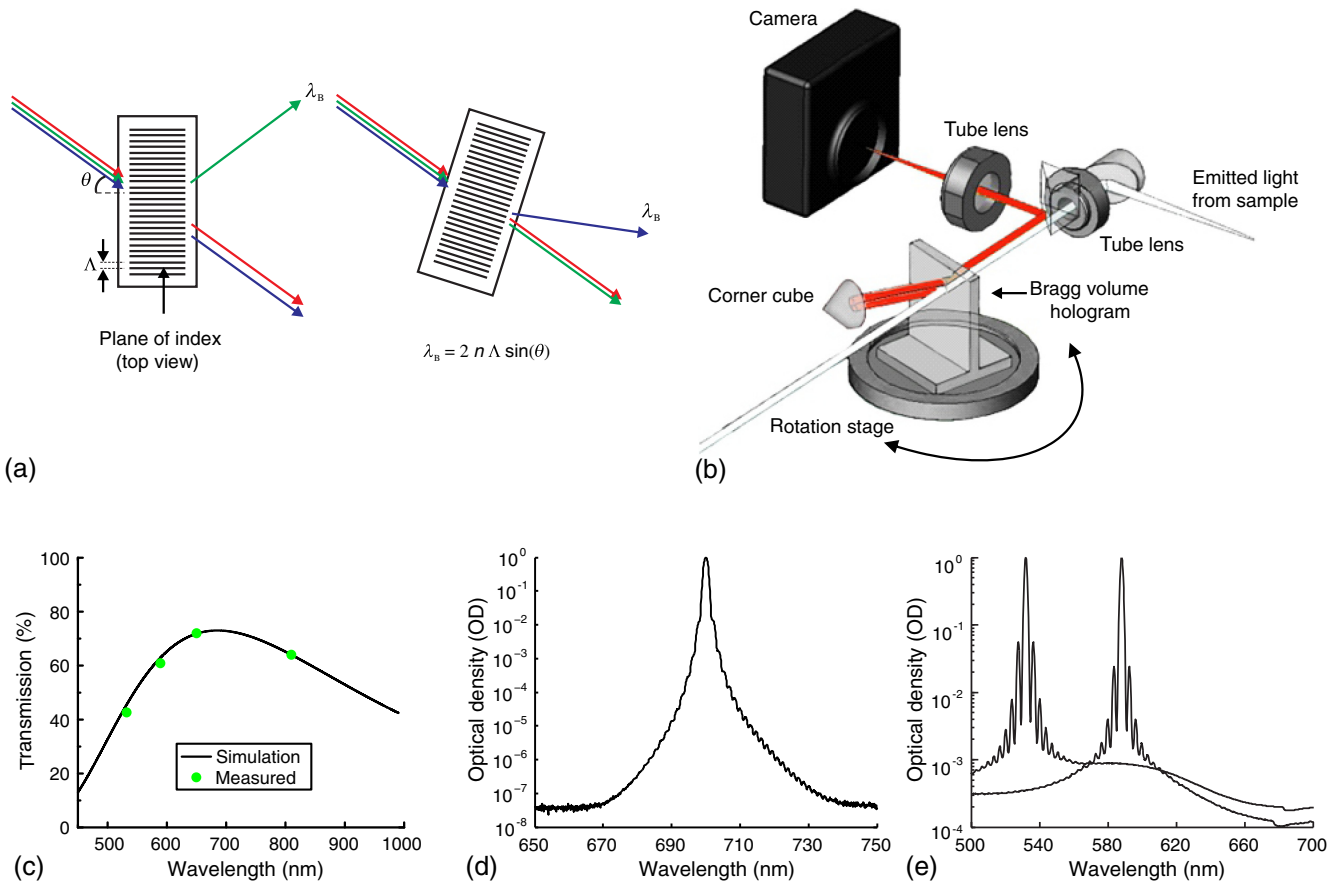 λB
λB
θ
Λ
Plane of index
(top view)
λB = 2 n Λ sin(θ)
(a)
Camera
Tube lens
Emitted light
from sample
Tube lens
Corner cube
Bragg volume
hologram
Rotation stage
(b)
100
80
60
40
20
0
Transmission (%)
Simulation
Measured
500 600 700 800 900 1000
Wavelength (nm)
(c)
10^0
10^-1
10^-2
10^-3
10^-4
10^-5
10^-6
10^-7
10^-8
Optical density (OD)
650 670 690 710 730 750
Wavelength (nm)
(d)
10^0
10^-1
10^-2
10^-3
10^-4
Optical density (OD)
500 540 580 620 660 700
Wavelength (nm)
(e)